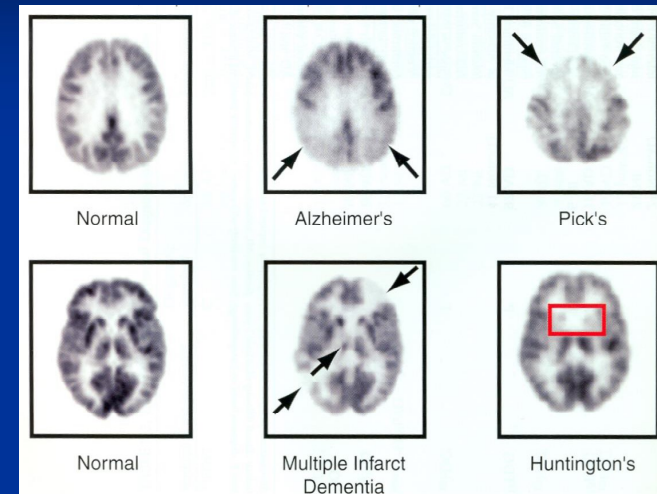 Normal
Alzheimer's
Pick's
Normal
Multiple Infarct
Dementia
Huntington's